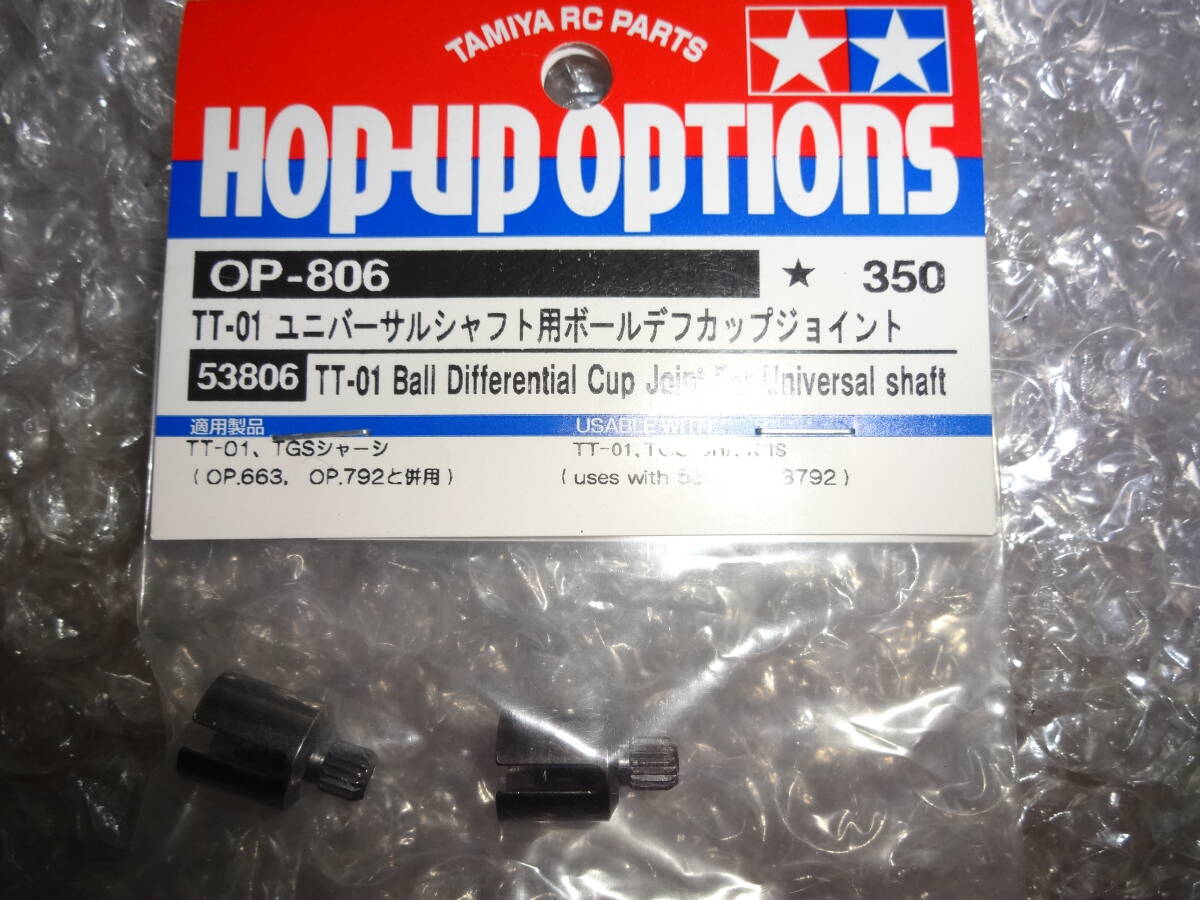 TAMIYA RC PARTS
HOP-UP OPTIONS
OP-806 ★ 350
TT-01 ユニバーサルシャフト用ボールデフカップジョイント
53806 TT-01 Ball Differential Cup Joint For Universal shaft
適用製品 USABLE WITH
TT-01、TGSシャーシ TT-01,
(OP.663, OP.792と併用) (uses with